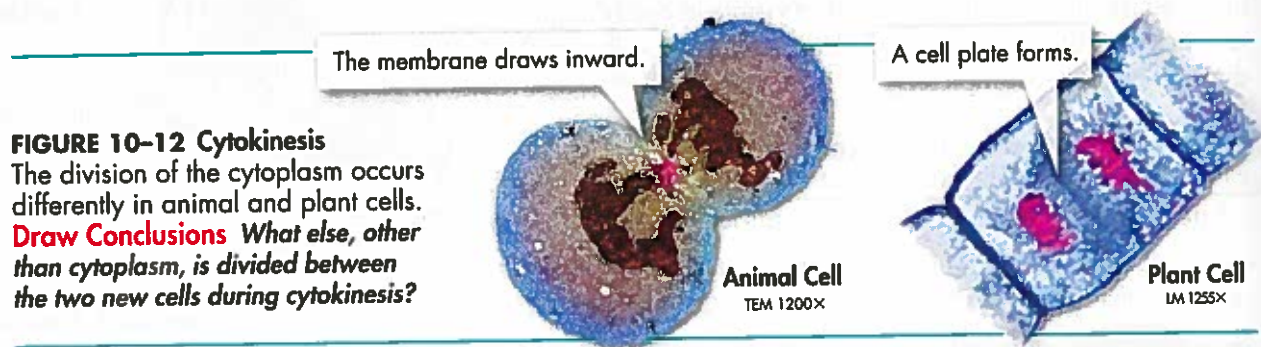 The membrane draws inward.
A cell plate forms.
FIGURE 10–12 Cytokinesis
The division of the cytoplasm occurs
differently in animal and plant cells.
Draw Conclusions What else, other
than cytoplasm, is divided between
the two new cells during cytokinesis?
Animal Cell
TEM 1200×
Plant Cell
LM 1255×